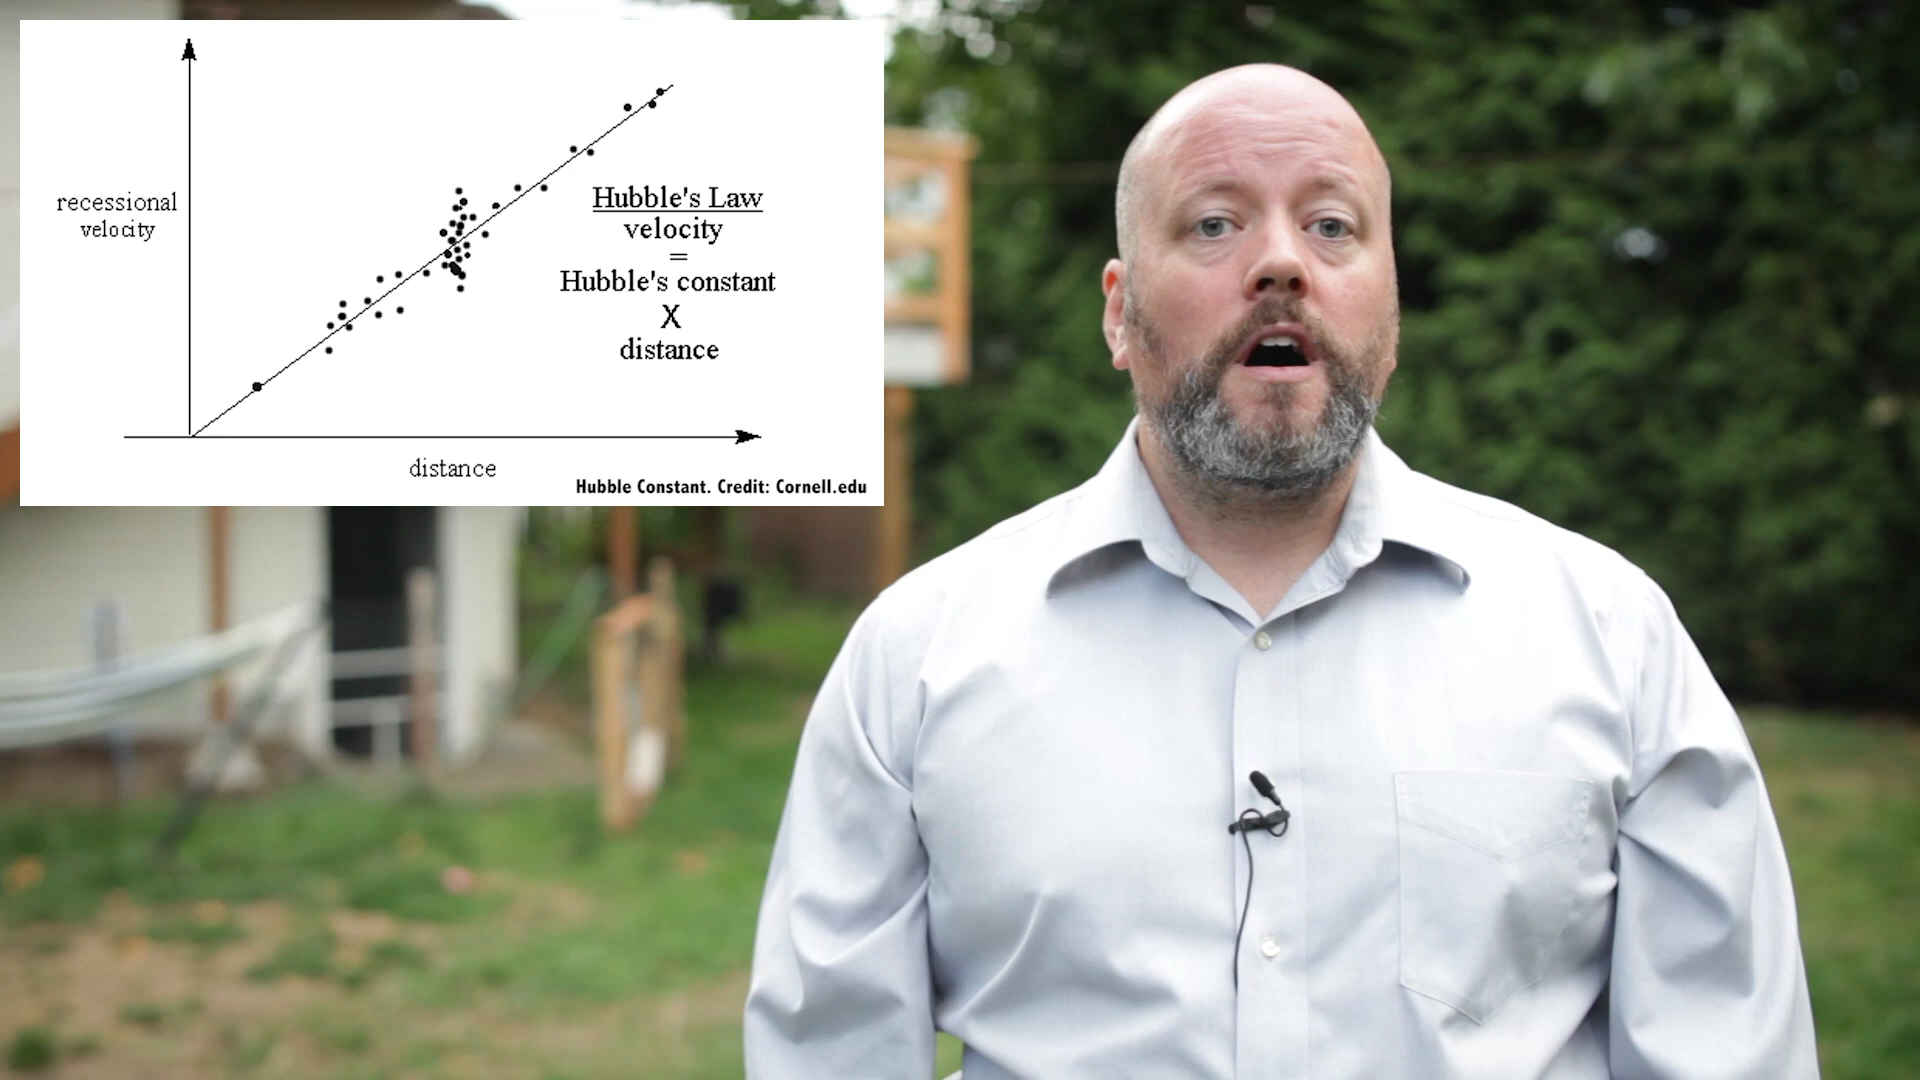 recessional
velocity
Hubble's Law
velocity
=
Hubble's constant
X
distance
distance
Hubble Constant. Credit: Cornell.edu